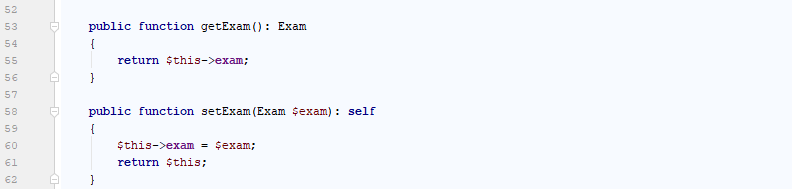 52
53 public function getExam(): Exam
54 {
55 return $this->exam;
56 }
57
58 public function setExam(Exam $exam): self
59 {
60 $this->exam = $exam;
61 return $this;
62 }